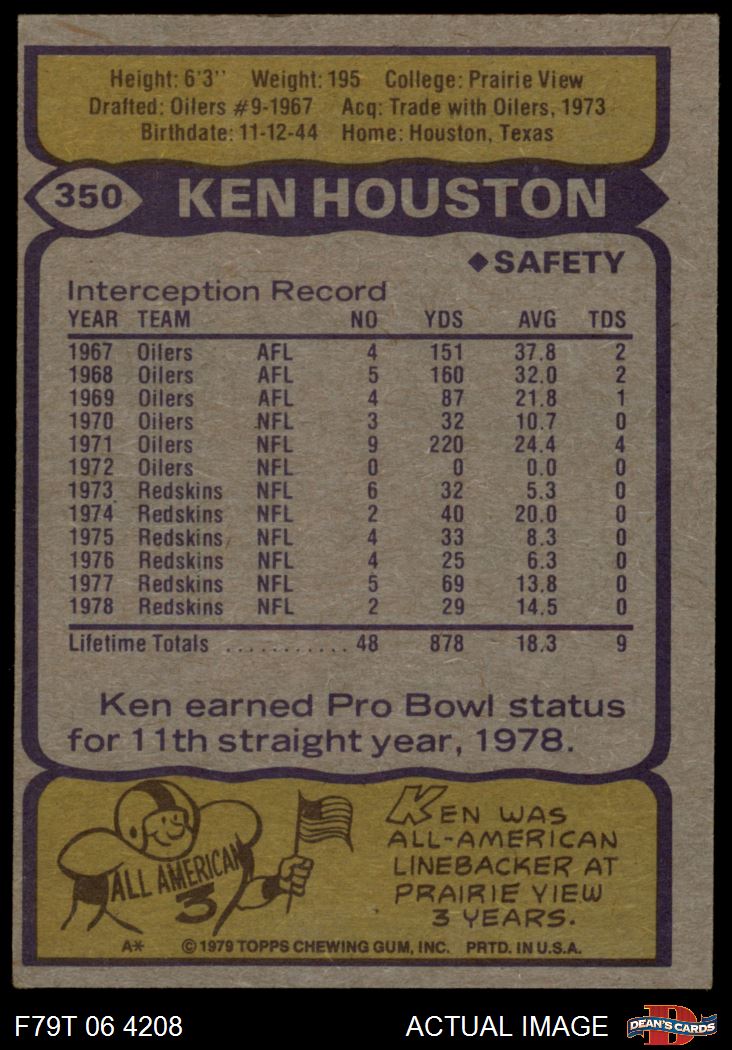 Height: 6'3'' Weight: 195 College: Prairie View
Drafted: Oilers #9-1967 Acq: Trade with Oilers, 1973
Birthdate: 11-12-44 Home: Houston, Texas
350 KEN HOUSTON
◆SAFETY
Interception Record
YEAR TEAM NO YDS AVG TDS
1967 Oilers AFL 4 151 37.8 2
1968 Oilers AFL 5 160 32.0 2
1969 Oilers AFL 4 87 21.8 1
1970 Oilers NFL 3 32 10.7 0
1971 Oilers NFL 9 220 24.4 4
1972 Oilers NFL 0 0 0.0 0
1973 Redskins NFL 6 32 5.3 0
1974 Redskins NFL 2 40 20.0 0
1975 Redskins NFL 4 33 8.3 0
1976 Redskins NFL 4 25 6.3 0
1977 Redskins NFL 5 69 13.8 0
1978 Redskins NFL 2 29 14.5 0
Lifetime Totals ........... 48 878 18.3 9
Ken earned Pro Bowl status
for 11th straight year, 1978.
ALL AMERICAN
3
KEN WAS
ALL-AMERICAN
LINEBACKER AT
PRAIRIE VIEW
3 YEARS.
A* © 1979 TOPPS CHEWING GUM, INC. PRTD. IN U.S.A.
F79T 06 4208 ACTUAL IMAGE D DEAN'S CARDS